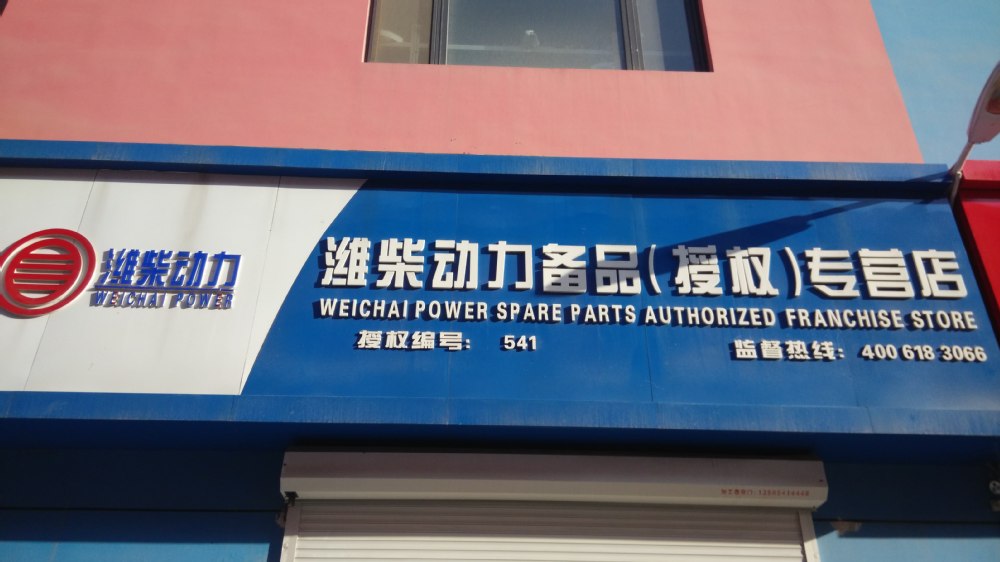 潍柴动力
WEICHAI POWER
潍柴动力备品(授权)专营店
WEICHAI POWER SPARE PARTS AUTHORIZED FRANCHISE STORE
授权编号: 541
监督热线: 400 618 3066